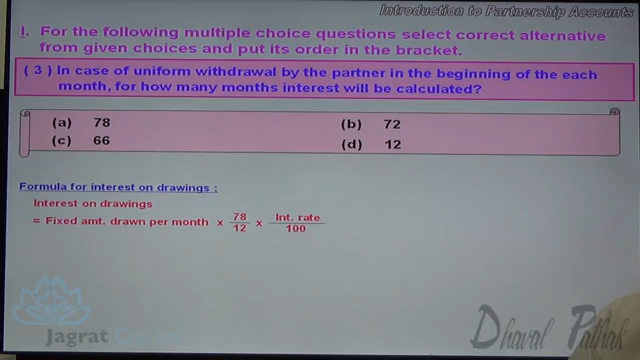 Introduction to Partnership Accounts
I. For the following multiple choice questions select correct alternative
from given choices and put its order in the bracket.
( 3 ) In case of uniform withdrawal by the partner in the beginning of the each
month, for how many months interest will be calculated?
(a) 78 (b) 72
(c) 66 (d) 12
Formula for interest on drawings :
Interest on drawings
= Fixed amt. drawn per month x 78/12 x Int. rate/100
Jagrat
Dhaval Pathak